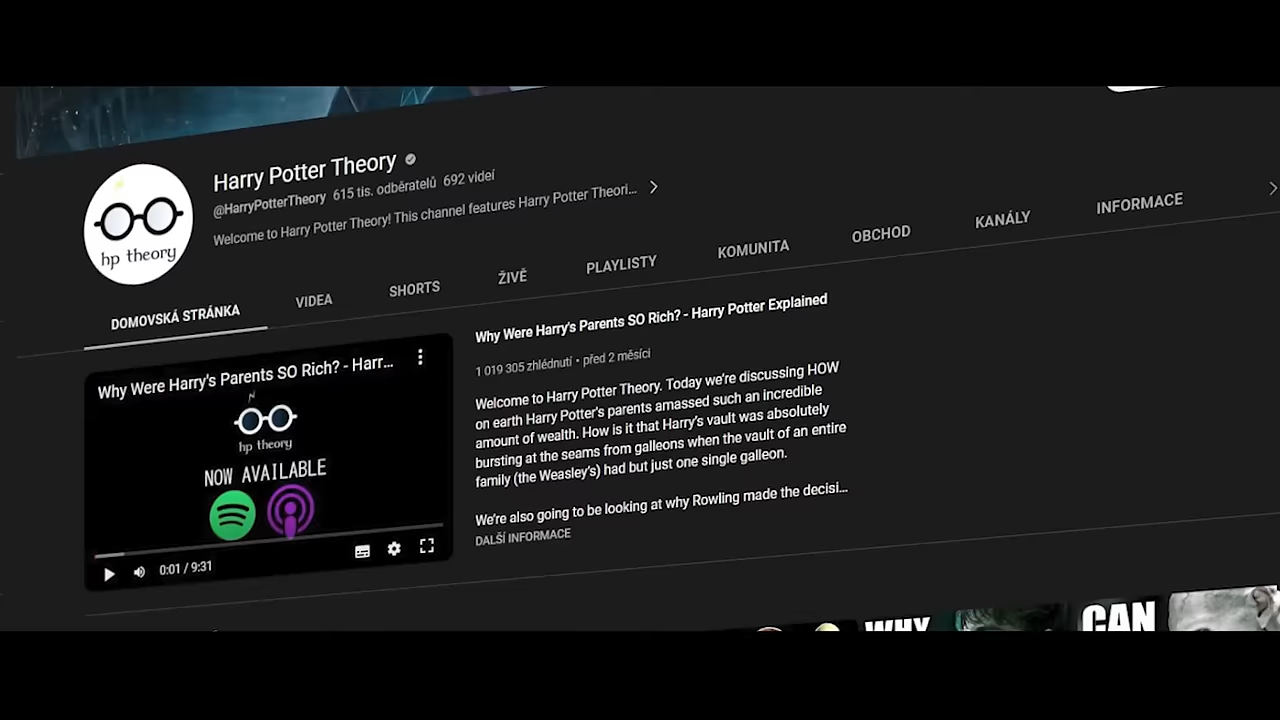 Harry Potter Theory
@HarryPotterTheory 615 tis. odběratelů 692 videí
Welcome to Harry Potter Theory! This channel features Harry Potter Theori...
hp theory
DOMOVSKÁ STRÁNKA VIDEA SHORTS ŽIVĚ PLAYLISTY KOMUNITA OBCHOD KANÁLY INFORMACE
Why Were Harry's Parents SO Rich? - Harr...
hp theory
NOW AVAILABLE
0:01 / 9:31
Why Were Harry's Parents SO Rich? - Harry Potter Explained
1 019 305 zhlédnutí • před 2 měsíci
Welcome to Harry Potter Theory. Today we're discussing HOW
on earth Harry Potter's parents amassed such an incredible
amount of wealth. How is it that Harry's vault was absolutely
bursting at the seams from galleons when the vault of an entire
family (the Weasley's) had but just one single galleon.
We're also going to be looking at why Rowling made the decisi...
DALŠÍ INFORMACE
WHY
CAN